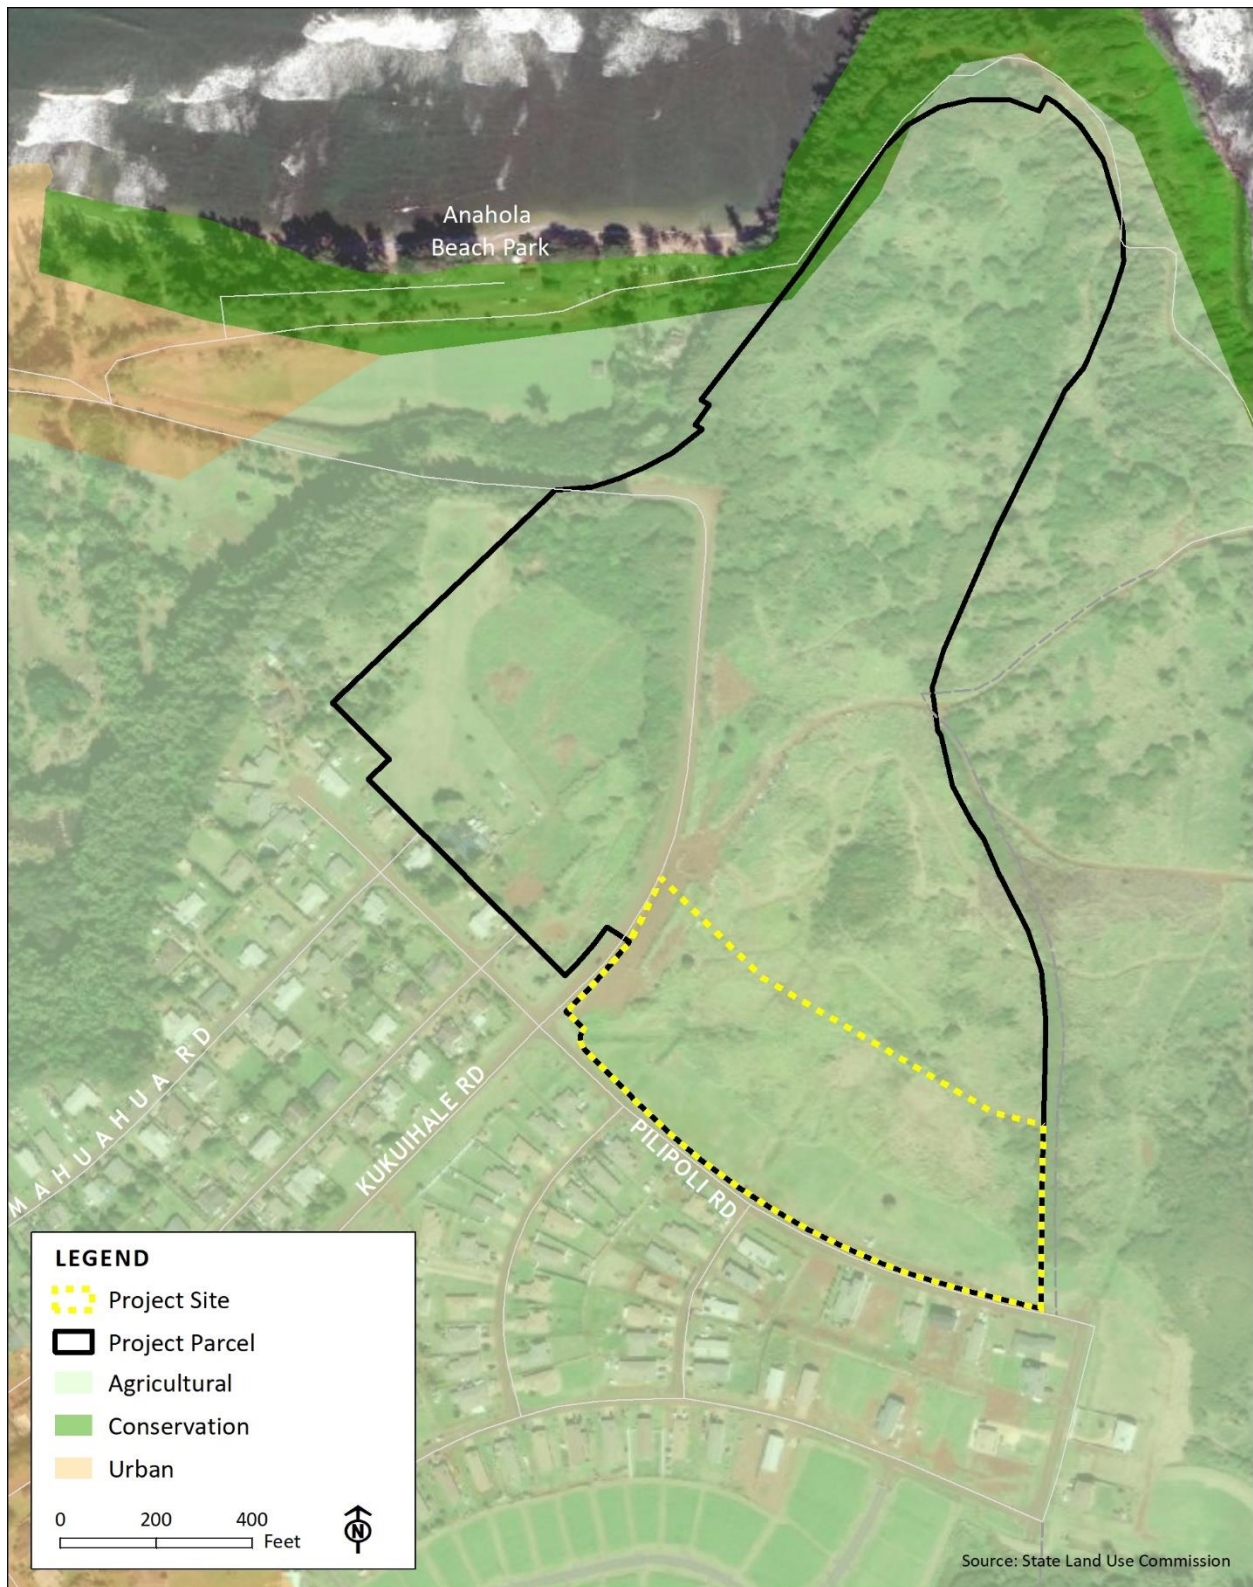 Anahola
Beach Park
MAHUAHUA RD
KUKUIHALE RD
PILIPOLI RD
LEGEND
Project Site
Project Parcel
Agricultural
Conservation
Urban
0 200 400
Feet
N
Source: State Land Use Commission